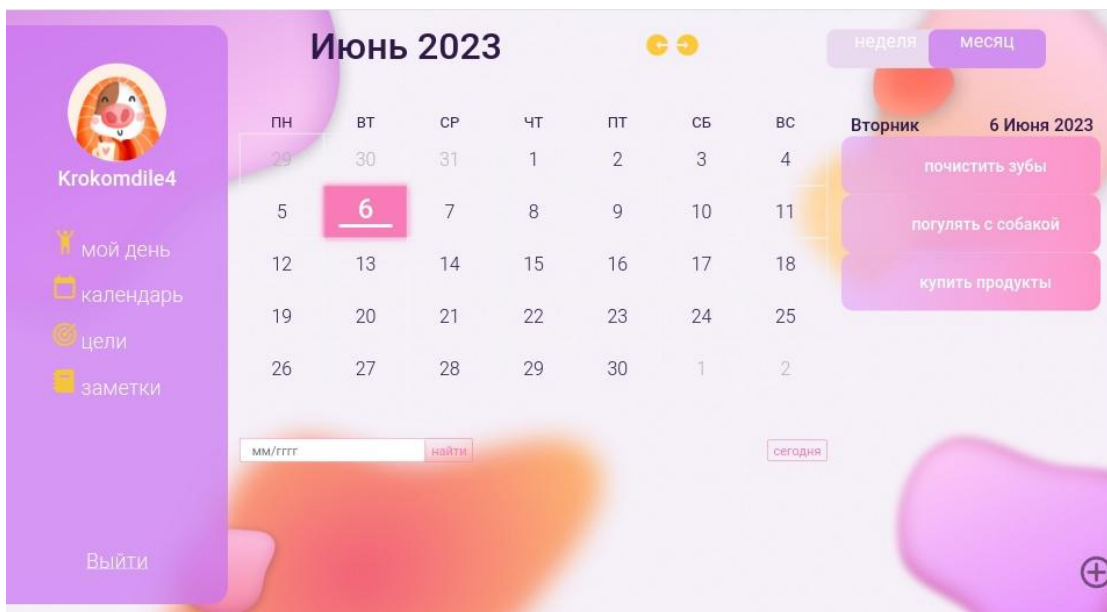 Krokomdile4
мой день
календарь
цели
заметки
Выйти
Июнь 2023
неделя месяц
ПН ВТ СР ЧТ ПТ СБ ВС
29 30 31 1 2 3 4
5 6 7 8 9 10 11
12 13 14 15 16 17 18
19 20 21 22 23 24 25
26 27 28 29 30 1 2
мм/гггг найти сегодня
Вторник 6 Июня 2023
почистить зубы
погулять с собакой
купить продукты